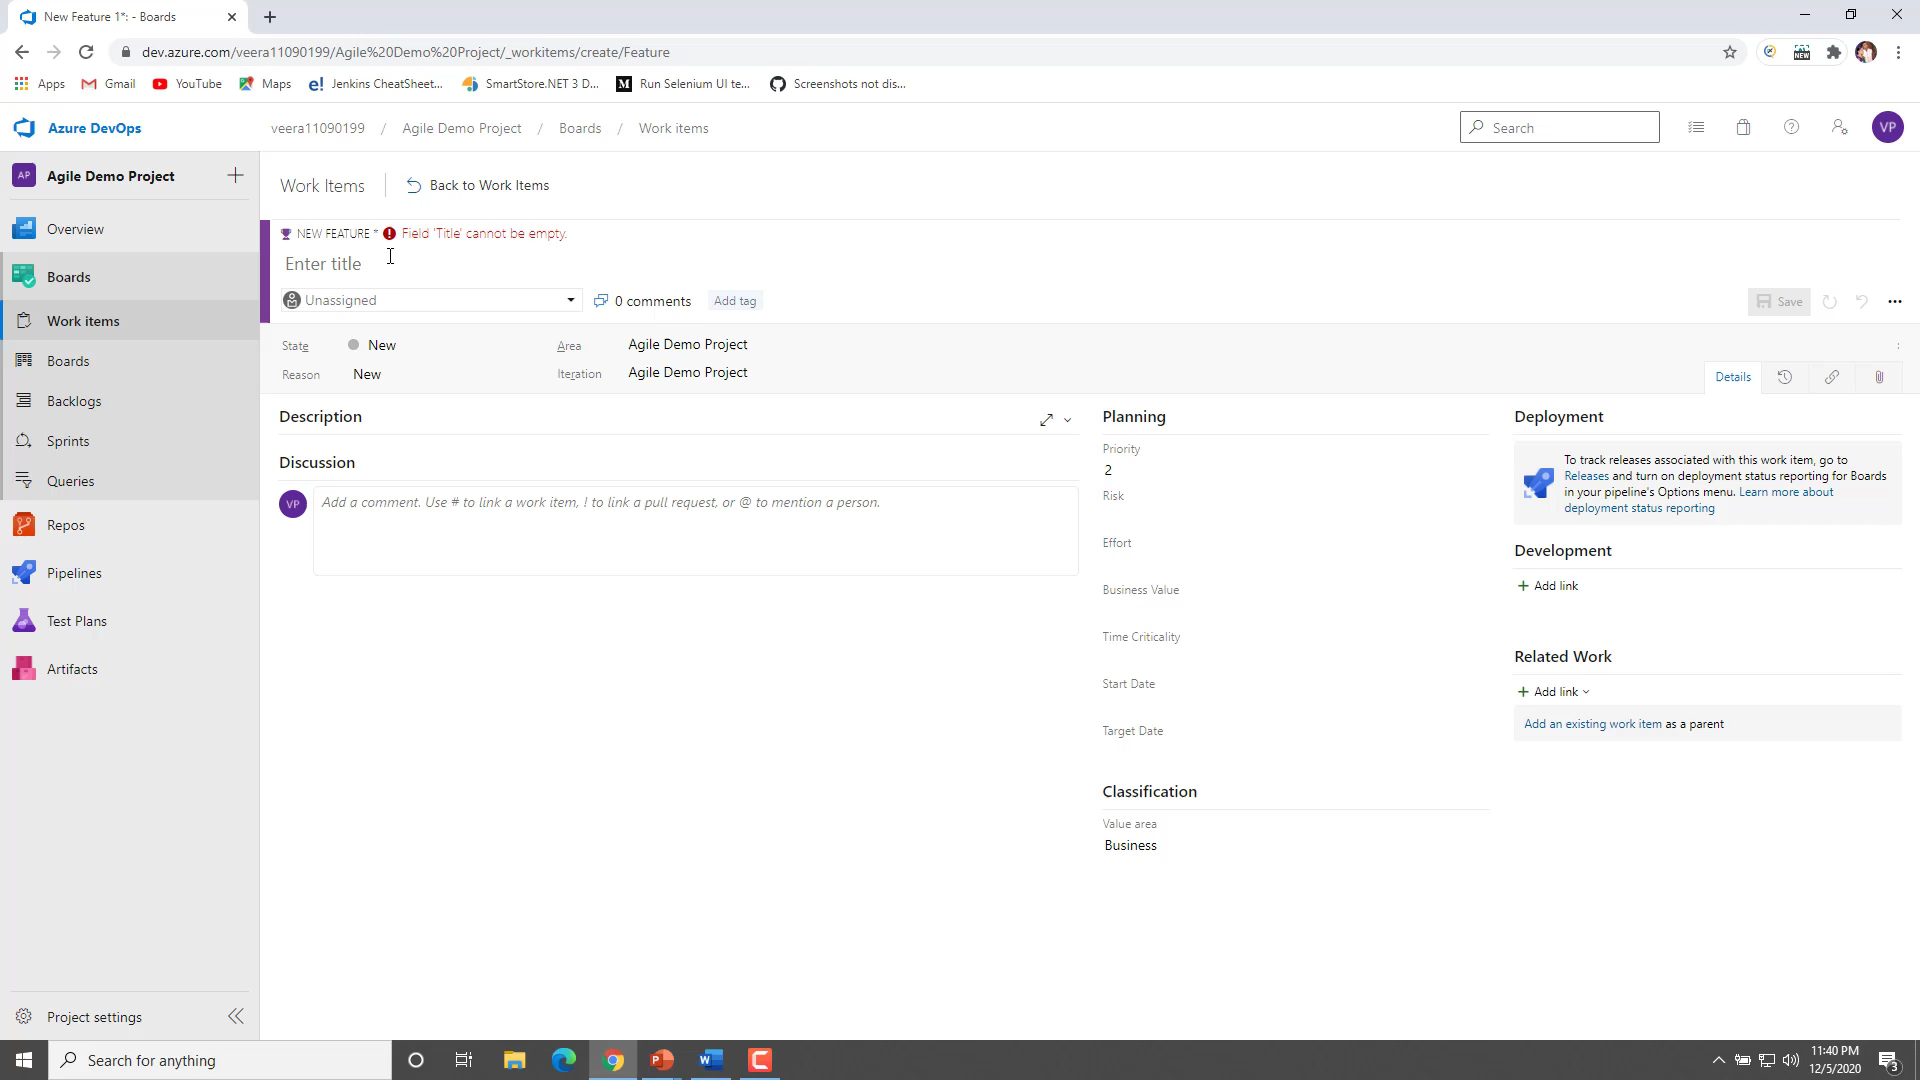 New Feature 1*: - Boards
dev.azure.com/veera11090199/Agile%20Demo%20Project/_workitems/create/Feature
Apps Gmail YouTube Maps e! Jenkins CheatSheet... SmartStore.NET 3 D... M Run Selenium UI te... Screenshots not dis...
NEW
Azure DevOps
veera11090199 / Agile Demo Project / Boards / Work items
Search
VP
AP Agile Demo Project
Overview
Boards
Work items
Boards
Backlogs
Sprints
Queries
Repos
Pipelines
Test Plans
Artifacts
Project settings
Work Items
Back to Work Items
NEW FEATURE * Field 'Title' cannot be empty.
Enter title
Unassigned
0 comments
Add tag
Save
State New
Area Agile Demo Project
Reason New
Iteration Agile Demo Project
Details
Description
Discussion
VP
Add a comment. Use # to link a work item, ! to link a pull request, or @ to mention a person.
Planning
Priority
2
Risk
Effort
Business Value
Time Criticality
Start Date
Target Date
Classification
Value area
Business
Deployment
To track releases associated with this work item, go to
Releases and turn on deployment status reporting for Boards
in your pipeline's Options menu. Learn more about
deployment status reporting
Development
Add link
Related Work
Add link
Add an existing work item as a parent
Search for anything
P W C
11:40 PM
12/5/2020
3